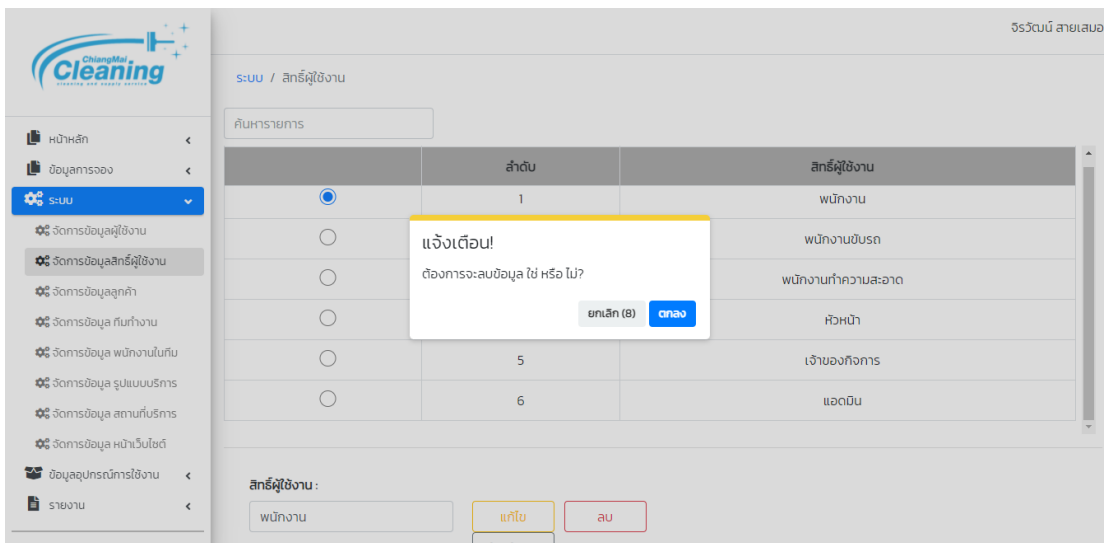 จิรวัฒน์ สายเสมอ
ChiangMai
Cleaning
cleaning and supply service
ระบบ / สิทธิ์ผู้ใช้งาน
ค้นหารายการ
หน้าหลัก
ข้อมูลการจอง
ระบบ
จัดการข้อมูลผู้ใช้งาน
จัดการข้อมูลสิทธิ์ผู้ใช้งาน
จัดการข้อมูลลูกค้า
จัดการข้อมูล ทีมทำงาน
จัดการข้อมูล พนักงานในทีม
จัดการข้อมูล รูปแบบบริการ
จัดการข้อมูล สถานที่บริการ
จัดการข้อมูล หน้าเว็บไซต์
ข้อมูลอุปกรณ์การใช้งาน
รายงาน
ลำดับ สิทธิ์ผู้ใช้งาน
1 พนักงาน
พนักงานขับรถ
พนักงานทำความสะอาด
หัวหน้า
5 เจ้าของกิจการ
6 แอดมิน
แจ้งเตือน!
ต้องการจะลบข้อมูล ใช่ หรือ ไม่?
ยกเลิก (8) ตกลง
สิทธิ์ผู้ใช้งาน :
พนักงาน แก้ไข ลบ